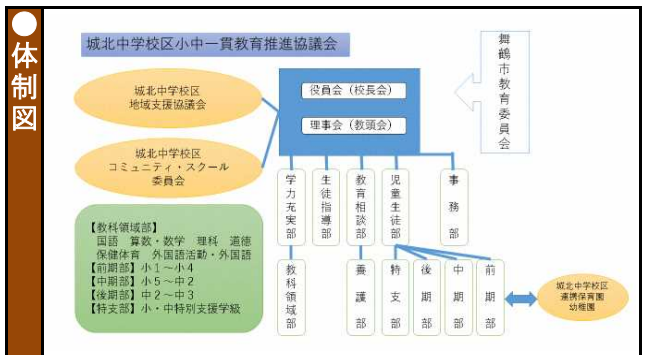 ●体制図
城北中学校区小中一貫教育推進協議会
舞鶴市教育委員会
城北中学校区
地域支援協議会
役員会（校長会）
理事会（教頭会）
城北中学校区
コミュニティ・スクール
委員会
学力充実部
生徒指導部
教育相談部
児童生徒部
事務部
【教科領域部】
国語 算数・数学 理科 道徳
保健体育 外国語活動・外国語
【前期部】小１～小４
【中期部】小５～中２
【後期部】中２～中３
【特支部】小・中特別支援学級
教科領域部
養護部
特支部
後期部
中期部
前期部
城北中学校区
連携保育園
幼稚園